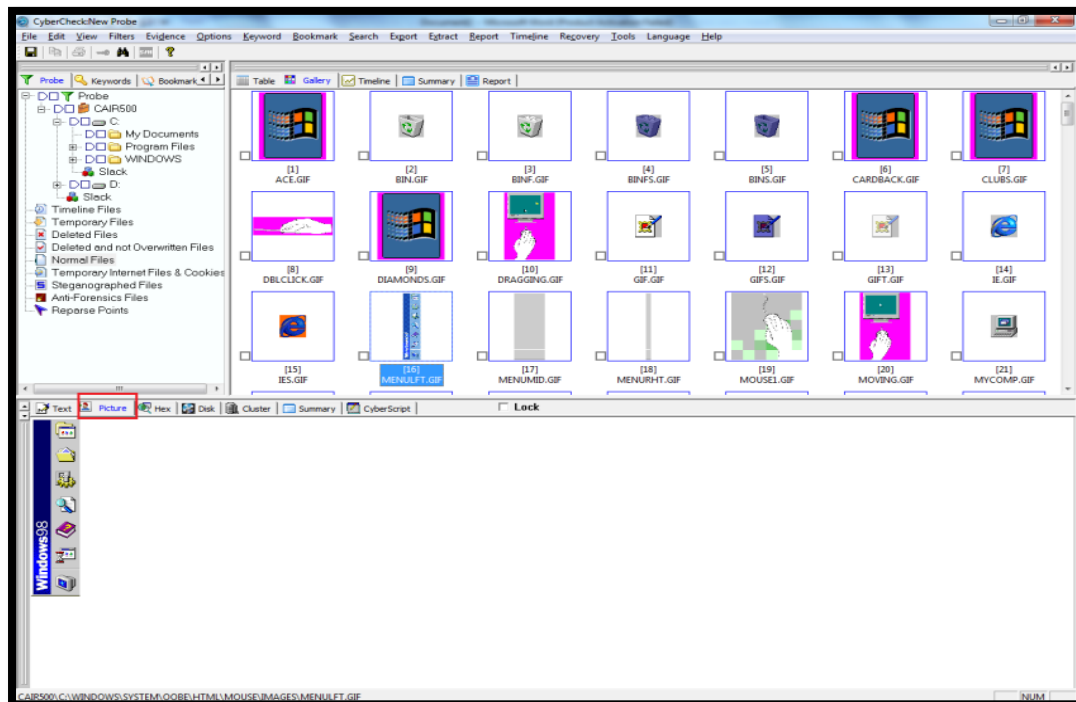 CyberCheck:New Probe
File Edit View Filters Evidence Options Keyword Bookmark Search Export Extract Report Timeline Recovery Tools Language Help
Probe Keywords Bookmark
Table Gallery Timeline Summary Report
Probe
CAIR500
C:
My Documents
Program Files
WINDOWS
Slack
D:
Slack
Timeline Files
Temporary Files
Deleted Files
Deleted and not Overwritten Files
Normal Files
Temporary Internet Files & Cookies
Steganographed Files
Anti-Forensics Files
Reparse Points
[1] [2] [3] [4] [5] [6] [7]
ACE.GIF BIN.GIF BINF.GIF BINFS.GIF BINS.GIF CARDBACK.GIF CLUBS.GIF
[8] [9] [10] [11] [12] [13] [14]
DBLCLICK.GIF DIAMONDS.GIF DRAGGING.GIF GIF.GIF GIFS.GIF GIFT.GIF IE.GIF
[15] [16] [17] [18] [19] [20] [21]
IES.GIF MENULFT.GIF MENUMID.GIF MENURHT.GIF MOUSE1.GIF MOVING.GIF MYCOMP.GIF
Text Picture Hex Disk Cluster Summary CyberScript Lock
Windows98
CAIR500\C:\WINDOWS\SYSTEM\OOBE\HTML\MOUSE\IMAGES\MENULFT.GIF NUM